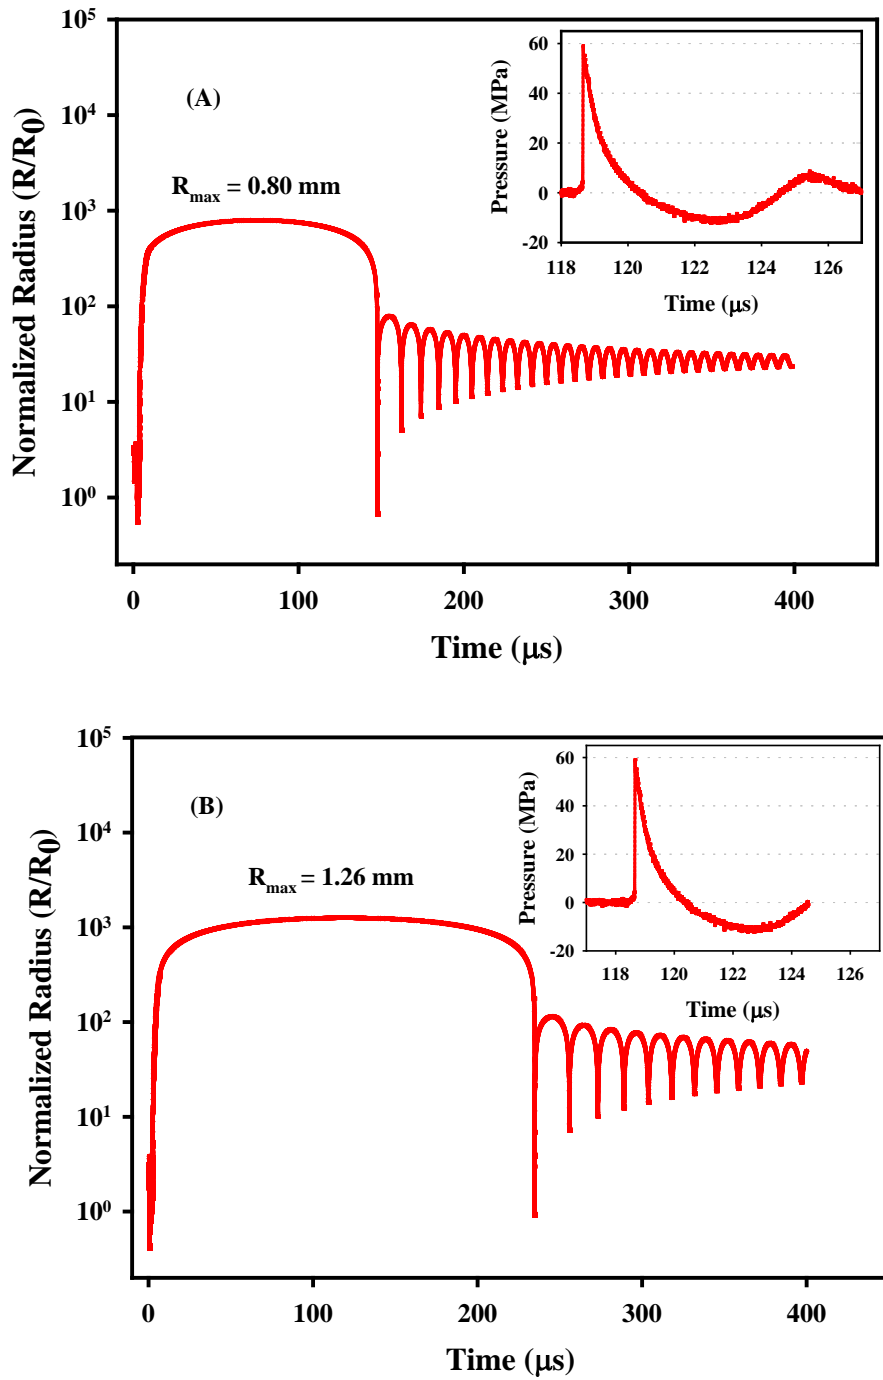 (A)
R_max = 0.80 mm
Normalized Radius (R/R_0)
10^5
10^4
10^3
10^2
10^1
10^0
0 100 200 300 400
Time (μs)
Pressure (MPa)
60
40
20
0
-20
118 120 122 124 126
Time (μs)
(B)
R_max = 1.26 mm
Normalized Radius (R/R_0)
10^5
10^4
10^3
10^2
10^1
10^0
0 100 200 300 400
Time (μs)
Pressure (MPa)
60
40
20
0
-20
118 120 122 124 126
Time (μs)